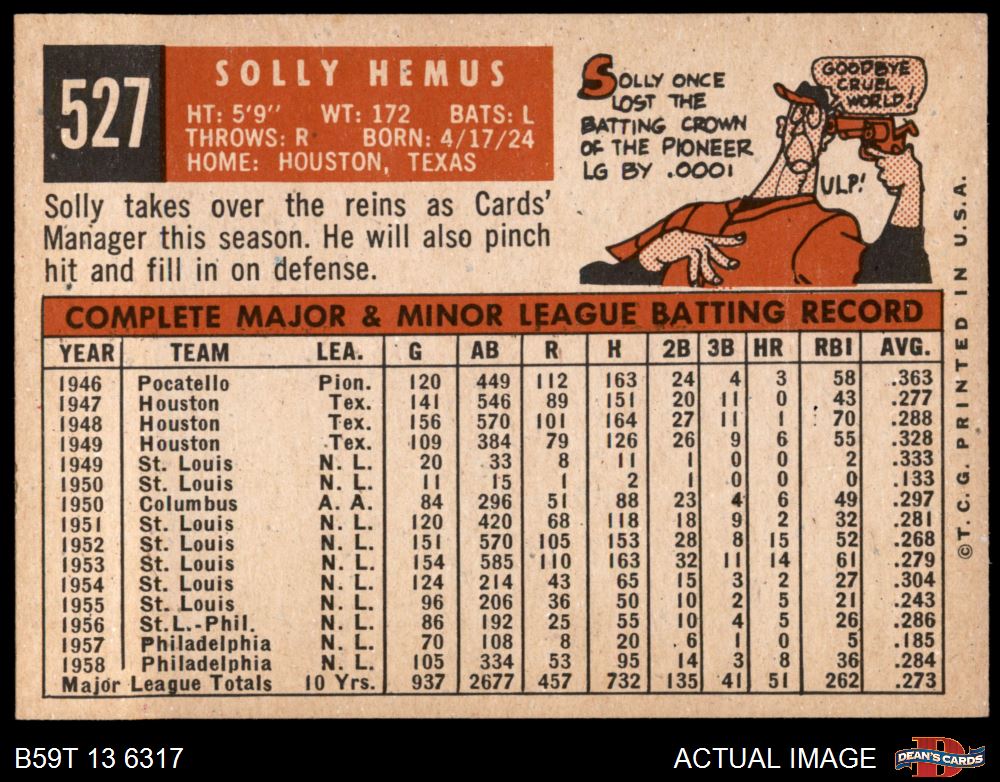 527
SOLLY HEMUS
HT: 5'9" WT: 172 BATS: L
THROWS: R BORN: 4/17/24
HOME: HOUSTON, TEXAS
Solly takes over the reins as Cards'
Manager this season. He will also pinch
hit and fill in on defense.
SOLLY ONCE
LOST THE
BATTING CROWN
OF THE PIONEER
LG BY .0001
GOODBYE
CRUEL
WORLD!
ULP!
COMPLETE MAJOR & MINOR LEAGUE BATTING RECORD
YEAR TEAM LEA. G AB R H 2B 3B HR RBI AVG.
1946 Pocatello Pion. 120 449 112 163 24 4 3 58 .363
1947 Houston Tex. 141 546 89 151 20 11 0 43 .277
1948 Houston Tex. 156 570 101 164 27 11 1 70 .288
1949 Houston Tex. 109 384 79 126 26 9 6 55 .328
1949 St. Louis N. L. 20 33 8 11 1 0 0 2 .333
1950 St. Louis N. L. 11 15 1 2 1 0 0 0 .133
1950 Columbus A. A. 84 296 51 88 23 4 6 49 .297
1951 St. Louis N. L. 120 420 68 118 18 9 2 32 .281
1952 St. Louis N. L. 151 570 105 153 28 8 15 52 .268
1953 St. Louis N. L. 154 585 110 163 32 11 14 61 .279
1954 St. Louis N. L. 124 214 43 65 15 3 2 27 .304
1955 St. Louis N. L. 96 206 36 50 10 2 5 21 .243
1956 St.L.-Phil. N. L. 86 192 25 55 10 4 5 26 .286
1957 Philadelphia N. L. 70 108 8 20 6 1 0 5 .185
1958 Philadelphia N. L. 105 334 53 95 14 3 8 36 .284
Major League Totals 10 Yrs. 937 2677 457 732 135 41 51 262 .273
©T. C. G. PRINTED IN U.S.A.
B59T 13 6317
ACTUAL IMAGE
D
DEAN'S CARDS